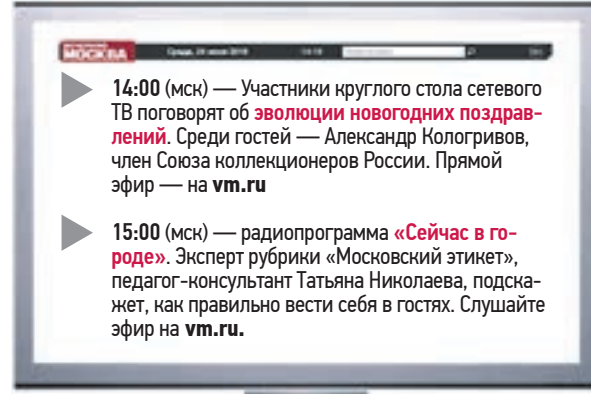 МОСКВА
14:00 (мск) — Участники круглого стола сетевого
ТВ поговорят об эволюции новогодних поздрав-
лений. Среди гостей — Александр Кологривов,
член Союза коллекционеров России. Прямой
эфир — на vm.ru
15:00 (мск) — радиопрограмма «Сейчас в го-
роде». Эксперт рубрики «Московский этикет»,
педагог-консультант Татьяна Николаева, подска-
жет, как правильно вести себя в гостях. Слушайте
эфир на vm.ru.